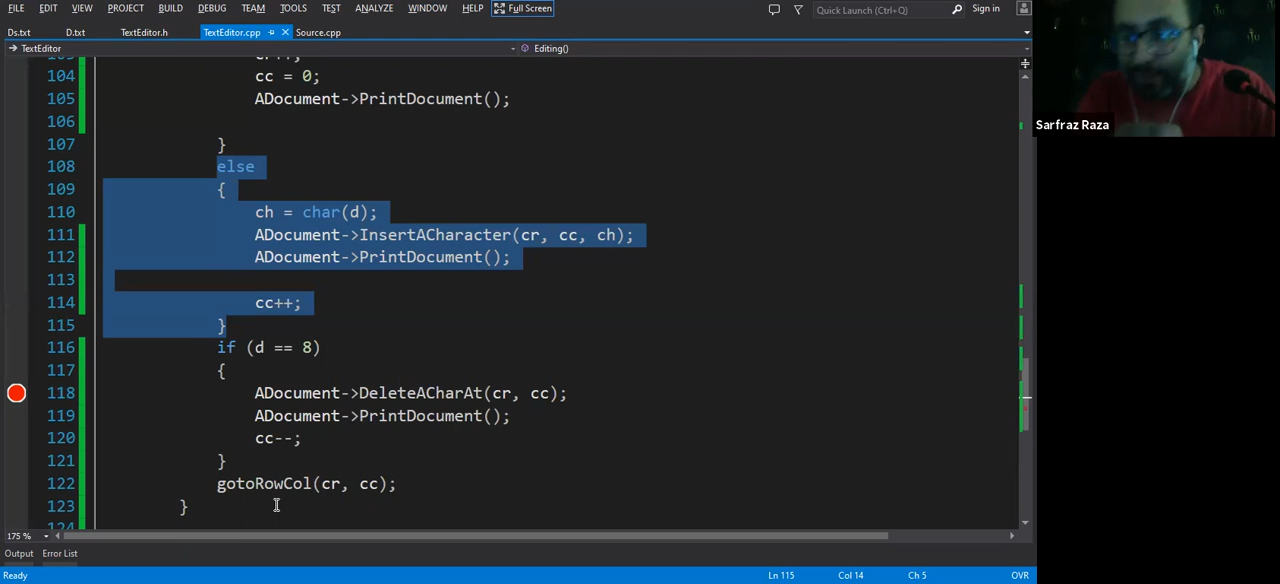 FILE EDIT VIEW PROJECT BUILD DEBUG TEAM TOOLS TEST ANALYZE WINDOW HELP Full Screen Quick Launch (Ctrl+Q) Sign in
Ds.txt D.txt TextEditor.h TextEditor.cpp Source.cpp
TextEditor Editing()
103 cr++;
104 cc = 0;
105 ADocument->PrintDocument();
106
107 }
108 else
109 {
110 ch = char(d);
111 ADocument->InsertACharacter(cr, cc, ch);
112 ADocument->PrintDocument();
113
114 cc++;
115 }
116 if (d == 8)
117 {
118 ADocument->DeleteACharAt(cr, cc);
119 ADocument->PrintDocument();
120 cc--;
121 }
122 gotoRowCol(cr, cc);
123 }
124
175 %
Output Error List
Ready Ln 115 Col 14 Ch 5 OVR
Sarfraz Raza